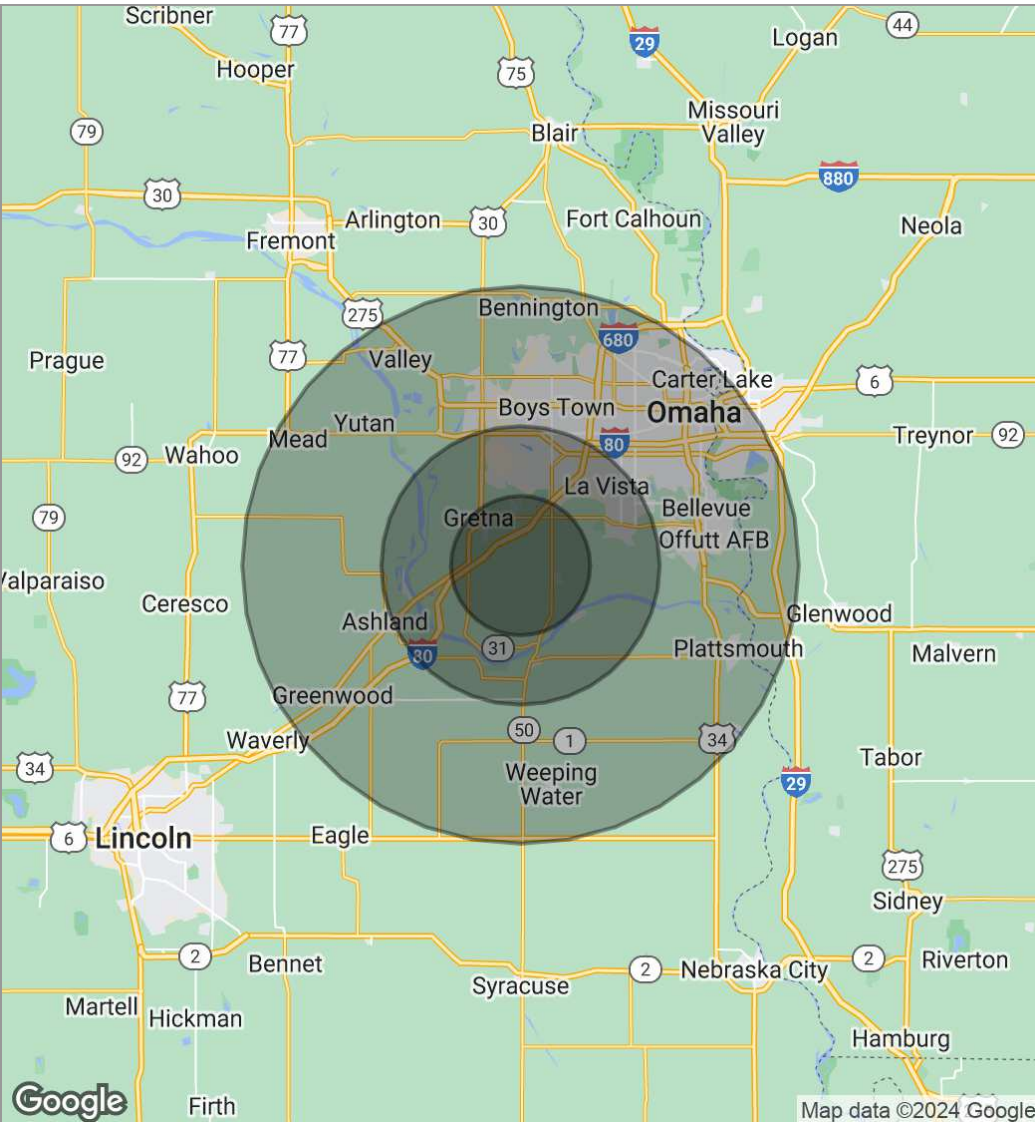 Scribner
77
29
Logan
44
Hooper
75
Missouri
Valley
79
Blair
880
30
Arlington
30
Fort Calhoun
Neola
Fremont
275
Bennington
680
Prague
77
Valley
Carter Lake
6
Boys Town
Omaha
Yutan
Mead
80
Treynor
92
92
Wahoo
La Vista
79
Gretna
Bellevue
Offutt AFB
Valparaiso
Ceresco
Ashland
Glenwood
31
80
Plattsmouth
Malvern
77
Greenwood
50
1
34
Waverly
34
Tabor
Weeping
Water
29
6
Lincoln
Eagle
275
Sidney
2
Bennet
2
Nebraska City
2
Riverton
Syracuse
Martell
Hickman
Hamburg
Google
Firth
Map data ©2024 Google